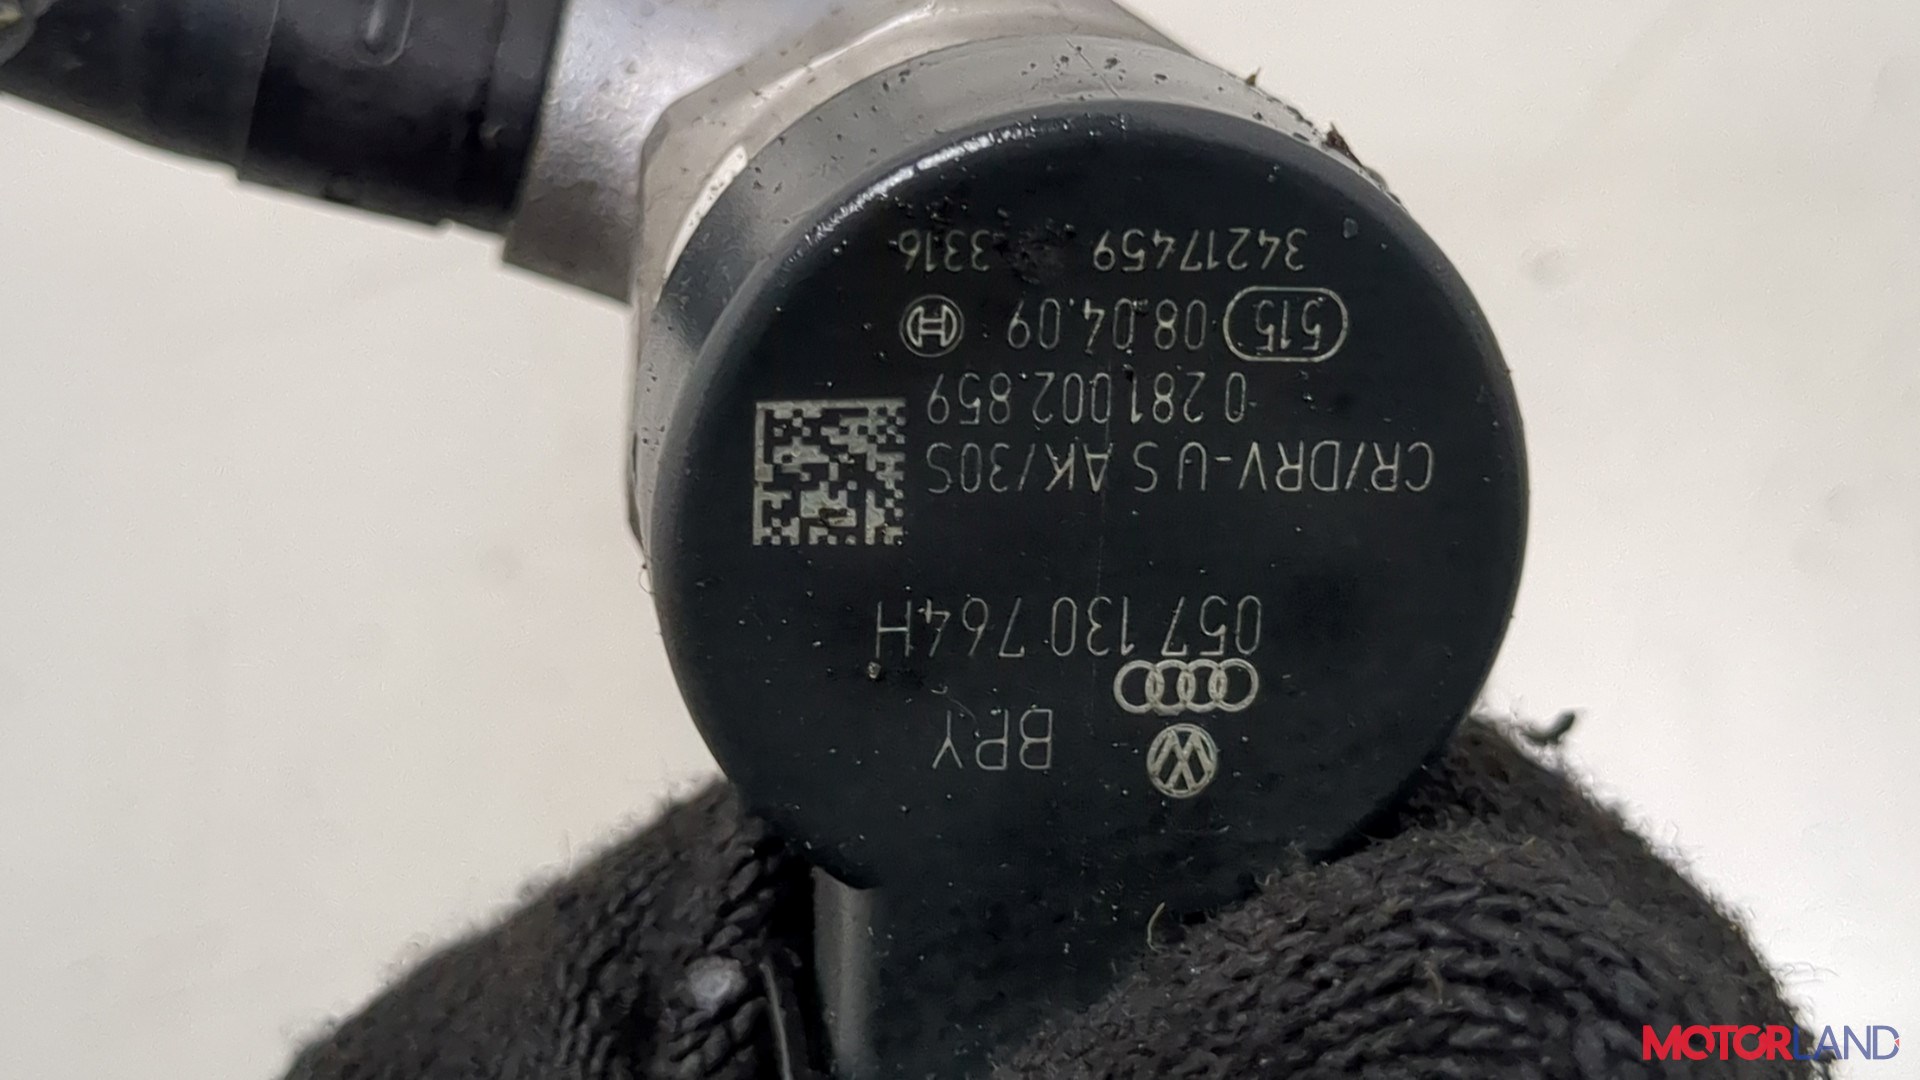 BPY
057 130 764H
CR/DRV-U S AK/30S
0 281 002 859
515 08.04.09
34217459 3316
MOTORLAND